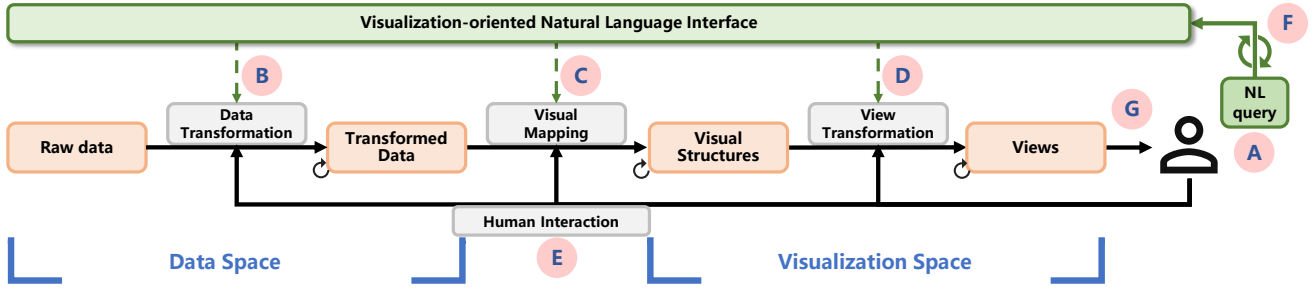 Visualization-oriented Natural Language Interface
F
B
C
D
NL
query
G
A
Data
Transformation
Visual
Mapping
View
Transformation
Raw data
Transformed
Data
Visual
Structures
Views
Human Interaction
E
Data Space
Visualization Space